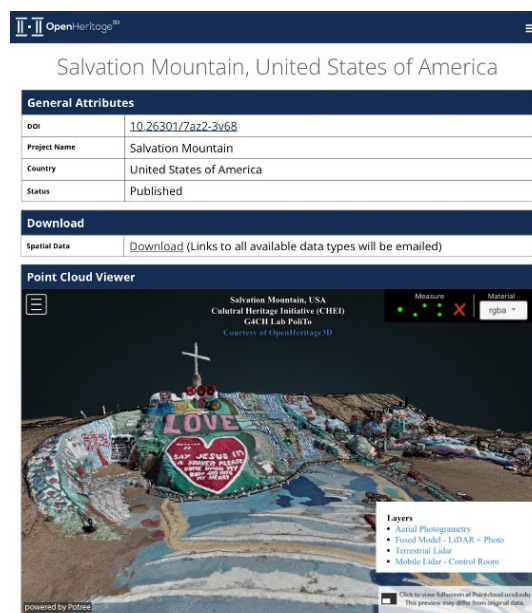 OpenHeritage3D
Salvation Mountain, United States of America
General Attributes
DOI 10.26301/7az2-3v68
Project Name Salvation Mountain
Country United States of America
Status Published
Download
Spatial Data Download (Links to all available data types will be emailed)
Point Cloud Viewer
Salvation Mountain, USA
Culutral Heritage Initiative (CHEI)
G4CH Lab PoliTo
Courtesy of OpenHeritage3D
Measure
Material
rgba
GOD
LOVE
SAY JESUS IM
A SINNER PLEASE
COME UPON MY
BODY AND INTO
MY HEART
Layers
Aerial Photogrametry
Fused Model - LiDAR + Photo
Terrestrial Lidar
Mobile Lidar - Control Room
Click to view fullscreen at Pointcloud.ucsd.edu
This preview may differ from original data
powered by Potree